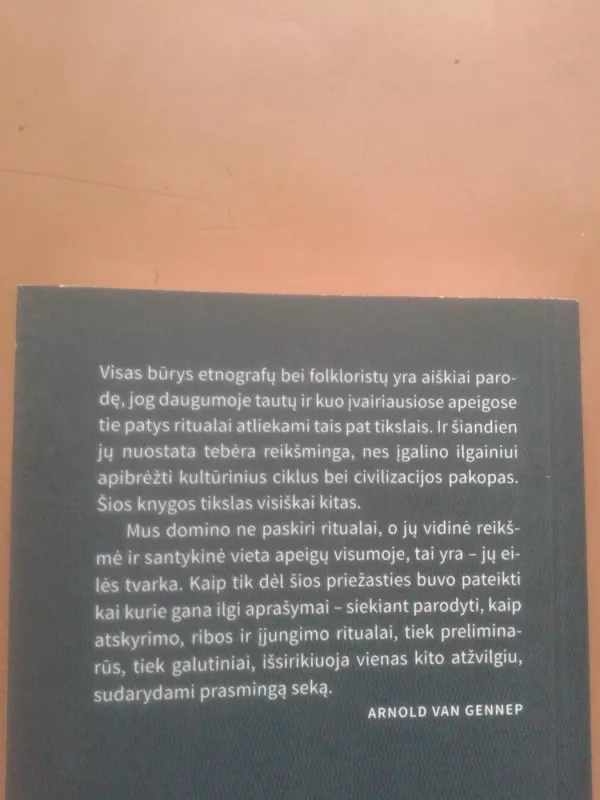 Visas būrys etnografų bei folkloristų yra aiškiai paro-
dę, jog daugumoje tautų ir kuo įvairiausiose apeigose
tie patys ritualai atliekami tais pat tikslais. Ir šiandien
jų nuostata tebėra reikšminga, nes įgalino ilgainiui
apibrėžti kultūrinius ciklus bei civilizacijos pakopas.
Šios knygos tikslas visiškai kitas.
Mus domino ne paskiri ritualai, o jų vidinė reikš-
mė ir santykinė vieta apeigų visumoje, tai yra – jų ei-
lės tvarka. Kaip tik dėl šios priežasties buvo pateikti
kai kurie gana ilgi aprašymai – siekiant parodyti, kaip
atskyrimo, ribos ir įjungimo ritualai, tiek prelimina-
rūs, tiek galutiniai, išsirikiuoja vienas kito atžvilgiu,
sudarydami prasmingą seką.
ARNOLD VAN GENNEP